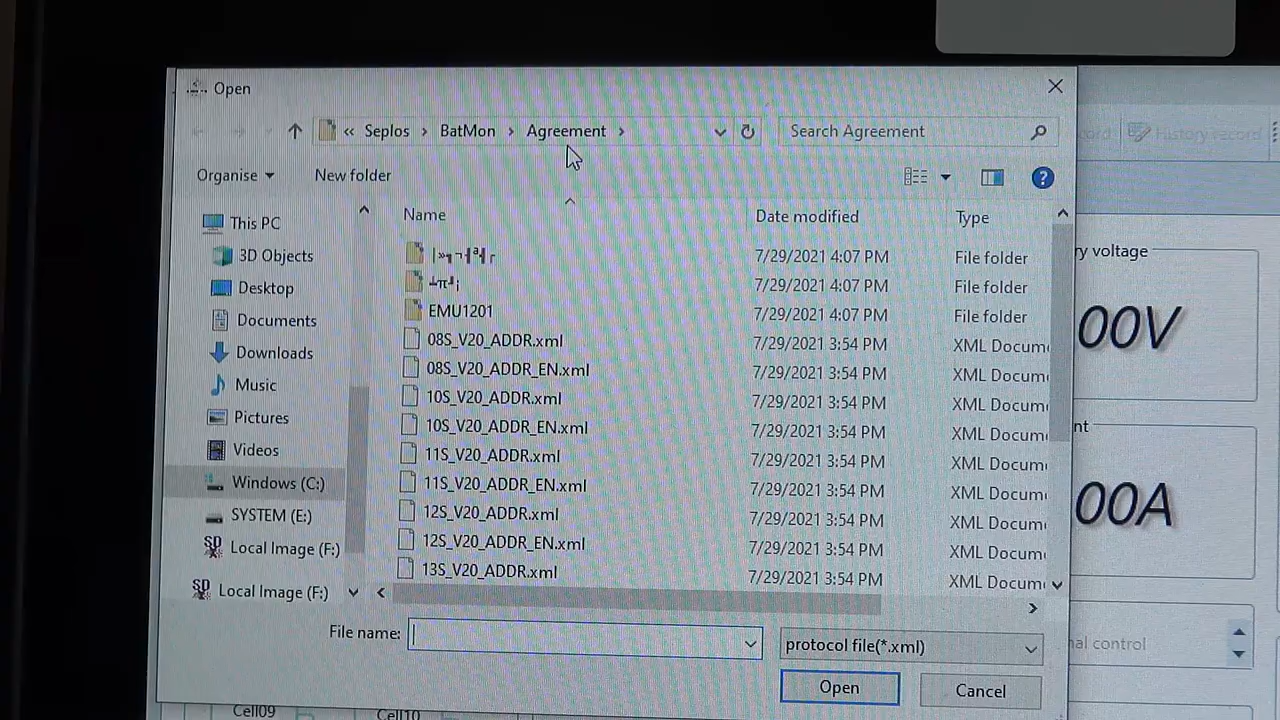 Open
« Seplos › BatMon › Agreement ›
Search Agreement
Organise
New folder
Name
Date modified
Type
This PC
3D Objects
Desktop
Documents
Downloads
Music
Pictures
Videos
Windows (C:)
SYSTEM (E:)
Local Image (F:)
Local Image (F:)
7/29/2021 4:07 PM File folder
7/29/2021 4:07 PM File folder
EMU1201 7/29/2021 4:07 PM File folder
08S_V20_ADDR.xml 7/29/2021 3:54 PM XML Docum
08S_V20_ADDR_EN.xml 7/29/2021 3:54 PM XML Docum
10S_V20_ADDR.xml 7/29/2021 3:54 PM XML Docum
10S_V20_ADDR_EN.xml 7/29/2021 3:54 PM XML Docum
11S_V20_ADDR.xml 7/29/2021 3:54 PM XML Docum
11S_V20_ADDR_EN.xml 7/29/2021 3:54 PM XML Docum
12S_V20_ADDR.xml 7/29/2021 3:54 PM XML Docum
12S_V20_ADDR_EN.xml 7/29/2021 3:54 PM XML Docum
13S_V20_ADDR.xml 7/29/2021 3:54 PM XML Docum
File name:
protocol file(*.xml)
Open
Cancel
History record
ry voltage
00V
nt
00A
nal control
Cell09
Cell10